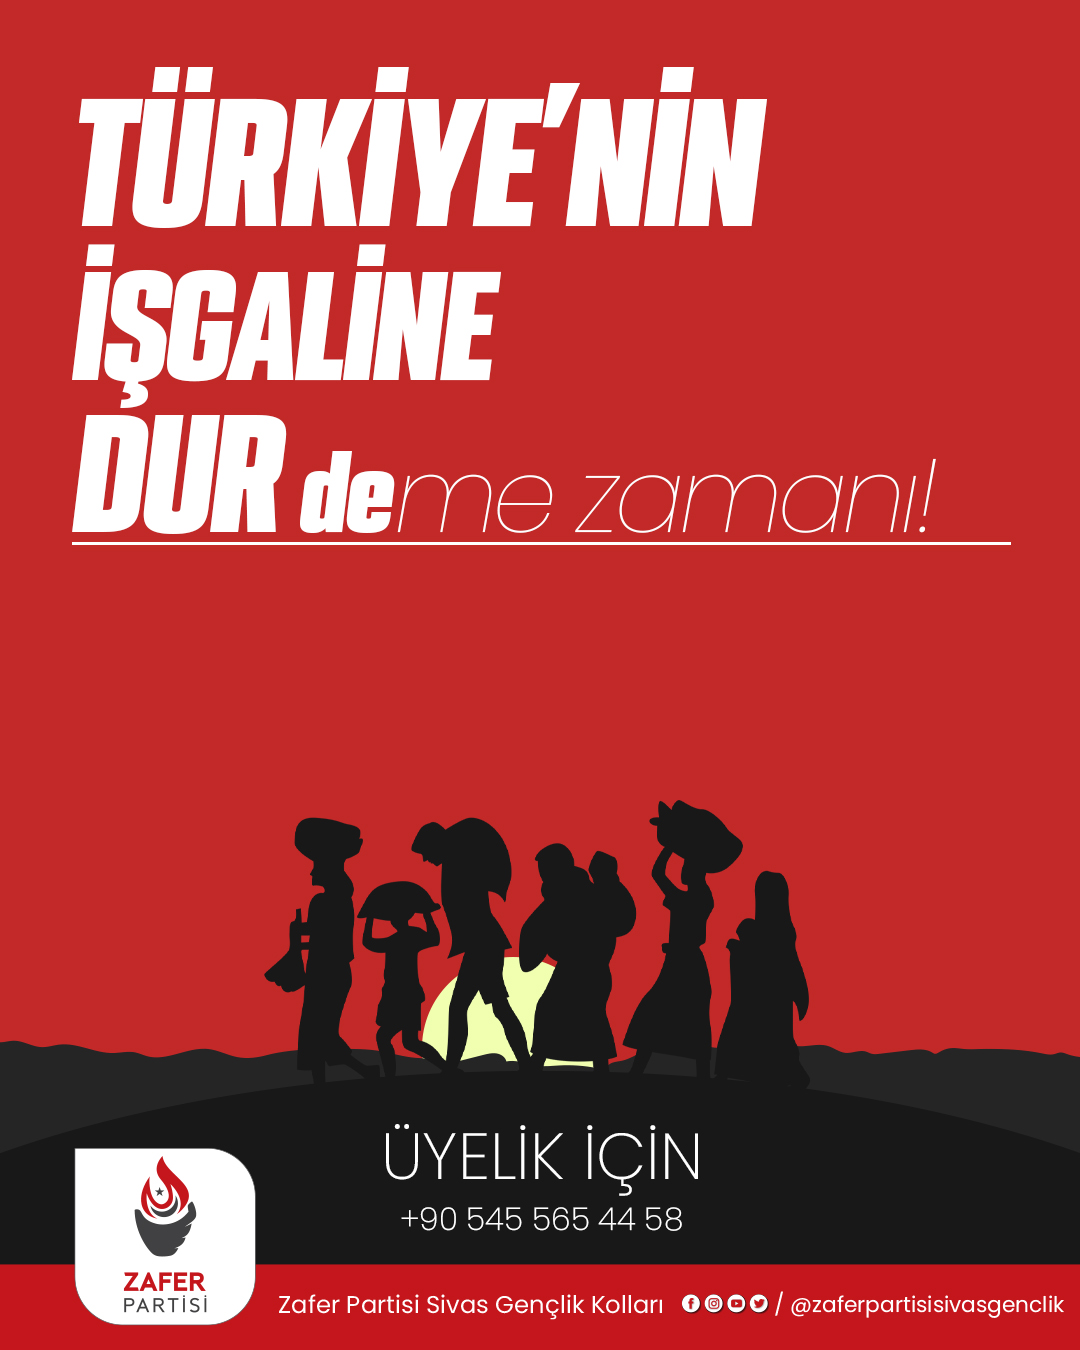 TÜRKİYE'NİN
İŞGALİNE
DUR deme zamanı!
ÜYELİK İÇİN
+90 545 565 44 58
ZAFER
PARTİSİ
Zafer Partisi Sivas Gençlik Kolları / @zaferpartisisivasgenclik